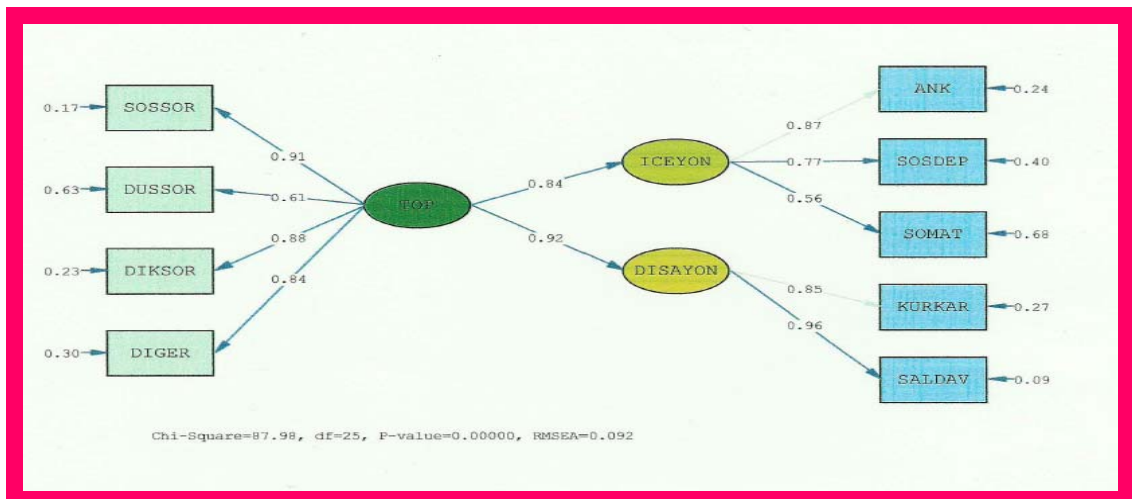 0.17 SOSSOR
0.63 DUSSOR
0.23 DIKSOR
0.30 DIGER
0.91
0.61
0.88
0.84
TOP
0.84
0.92
ICEYON
DISAYON
0.87
0.77
0.56
0.85
0.96
ANK 0.24
SOSDEP 0.40
SOMAT 0.68
KURKAR 0.27
SALDAV 0.09
Chi-Square=87.98, df=25, P-value=0.00000, RMSEA=0.092